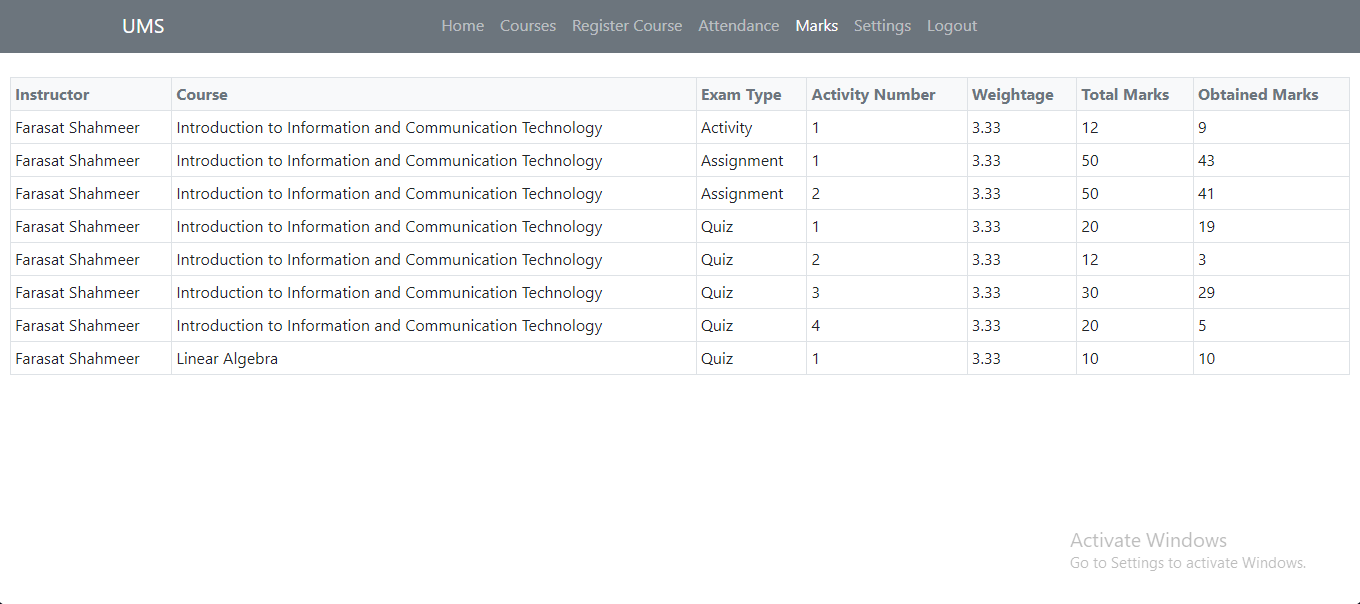 UMS Home Courses Register Course Attendance Marks Settings Logout
Instructor Course Exam Type Activity Number Weightage Total Marks Obtained Marks
Farasat Shahmeer Introduction to Information and Communication Technology Activity 1 3.33 12 9
Farasat Shahmeer Introduction to Information and Communication Technology Assignment 1 3.33 50 43
Farasat Shahmeer Introduction to Information and Communication Technology Assignment 2 3.33 50 41
Farasat Shahmeer Introduction to Information and Communication Technology Quiz 1 3.33 20 19
Farasat Shahmeer Introduction to Information and Communication Technology Quiz 2 3.33 12 3
Farasat Shahmeer Introduction to Information and Communication Technology Quiz 3 3.33 30 29
Farasat Shahmeer Introduction to Information and Communication Technology Quiz 4 3.33 20 5
Farasat Shahmeer Linear Algebra Quiz 1 3.33 10 10
Activate Windows
Go to Settings to activate Windows.